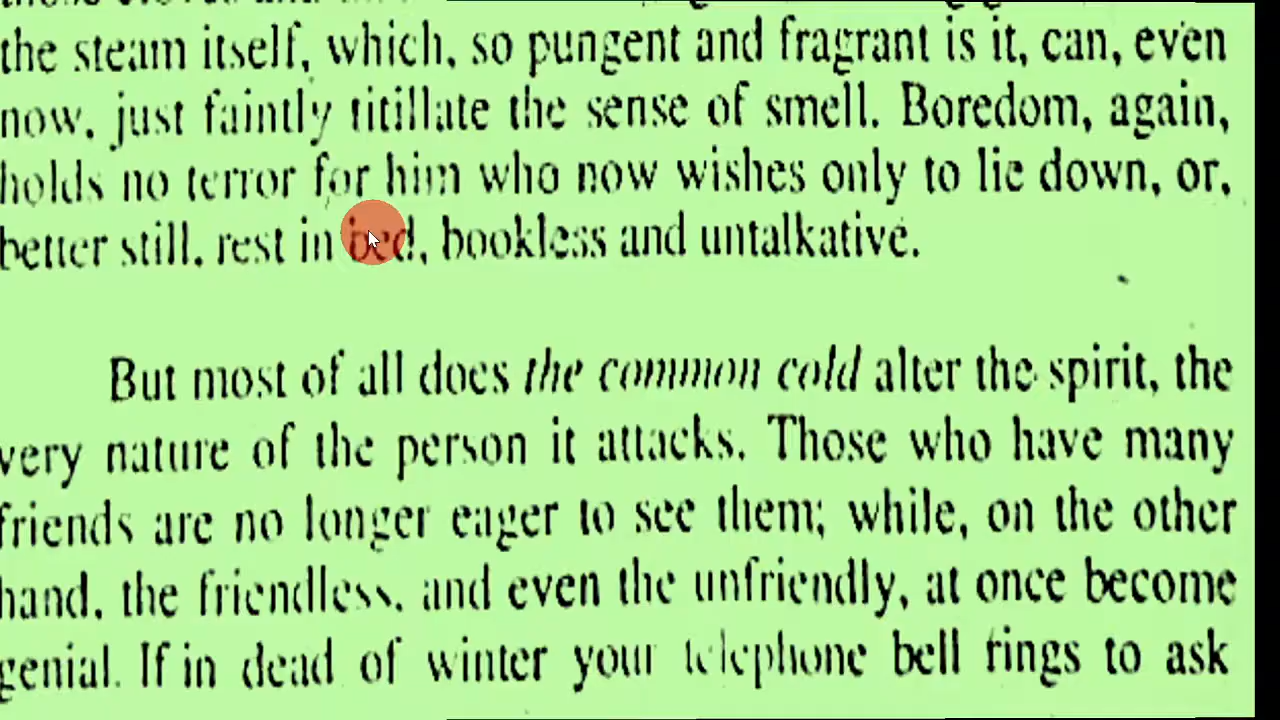 the steam itself, which, so pungent and fragrant is it, can, even
now, just faintly titillate the sense of smell. Boredom, again,
holds no terror for him who now wishes only to lie down, or,
better still, rest in bed, bookless and untalkative.
But most of all does the common cold alter the spirit, the
very nature of the person it attacks. Those who have many
friends are no longer eager to see them; while, on the other
hand, the friendless, and even the unfriendly, at once become
genial. If in dead of winter your telephone bell rings to ask